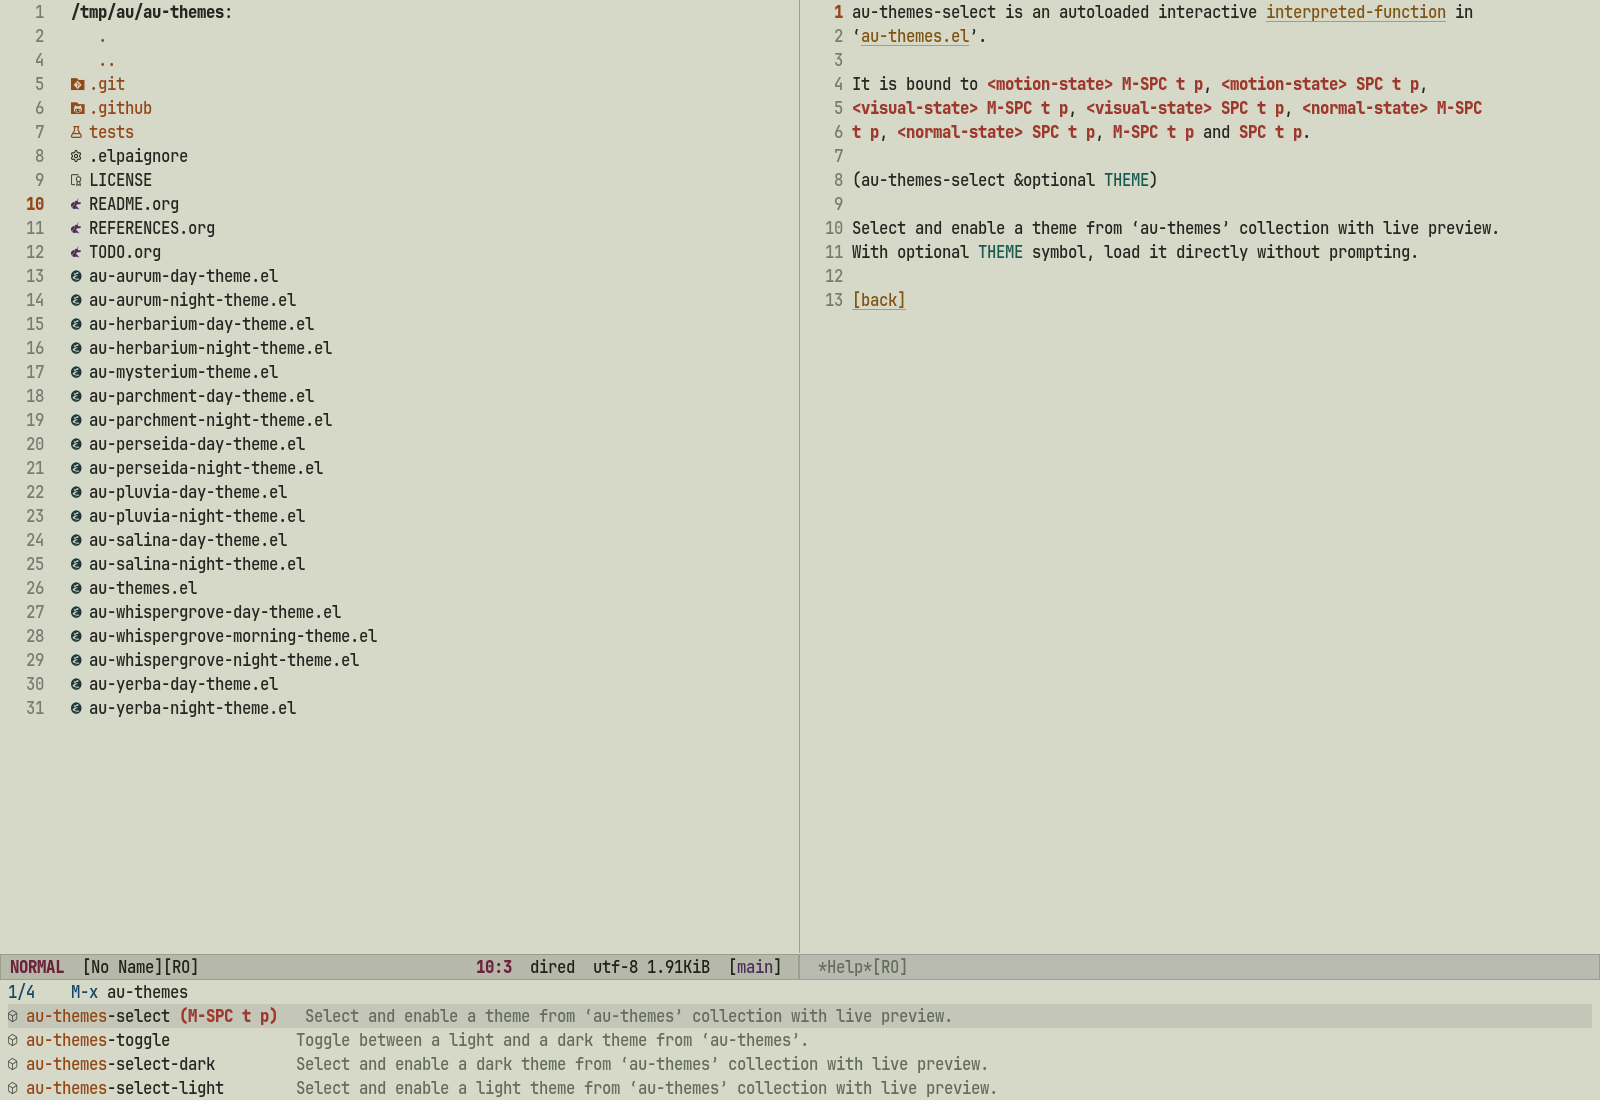 1 /tmp/au/au-themes:
2 .
4 ..
5 .git
6 .github
7 tests
8 .elpaignore
9 LICENSE
10 README.org
11 REFERENCES.org
12 TODO.org
13 au-aurum-day-theme.el
14 au-aurum-night-theme.el
15 au-herbarium-day-theme.el
16 au-herbarium-night-theme.el
17 au-mysterium-theme.el
18 au-parchment-day-theme.el
19 au-parchment-night-theme.el
20 au-perseida-day-theme.el
21 au-perseida-night-theme.el
22 au-pluvia-day-theme.el
23 au-pluvia-night-theme.el
24 au-salina-day-theme.el
25 au-salina-night-theme.el
26 au-themes.el
27 au-whispergrove-day-theme.el
28 au-whispergrove-morning-theme.el
29 au-whispergrove-night-theme.el
30 au-yerba-day-theme.el
31 au-yerba-night-theme.el
NORMAL [No Name][RO] 10:3 dired utf-8 1.91KiB [main]
1 au-themes-select is an autoloaded interactive interpreted-function in
2 ‘au-themes.el’.
3
4 It is bound to <motion-state> M-SPC t p, <motion-state> SPC t p,
5 <visual-state> M-SPC t p, <visual-state> SPC t p, <normal-state> M-SPC
6 t p, <normal-state> SPC t p, M-SPC t p and SPC t p.
7
8 (au-themes-select &optional THEME)
9
10 Select and enable a theme from ‘au-themes’ collection with live preview.
11 With optional THEME symbol, load it directly without prompting.
12
13 [back]
*Help*[RO]
1/4 M-x au-themes
au-themes-select (M-SPC t p) Select and enable a theme from ‘au-themes’ collection with live preview.
au-themes-toggle Toggle between a light and a dark theme from ‘au-themes’.
au-themes-select-dark Select and enable a dark theme from ‘au-themes’ collection with live preview.
au-themes-select-light Select and enable a light theme from ‘au-themes’ collection with live preview.